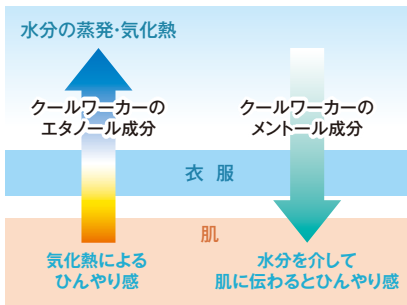 水分の蒸発・気化熱
クールワーカーの
エタノール成分
クールワーカーの
メントール成分
衣服
肌
気化熱による
ひんやり感
水分を介して
肌に伝わるとひんやり感